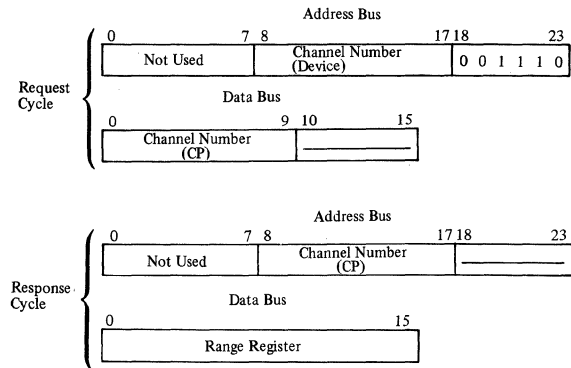 Address Bus
0 7 8 17 18 23
Not Used Channel Number (Device) 0 0 1 1 1 0
Request Cycle
Data Bus
0 9 10 15
Channel Number (CP)
Address Bus
0 7 8 17 18 23
Not Used Channel Number (CP)
Response Cycle
Data Bus
0 15
Range Register